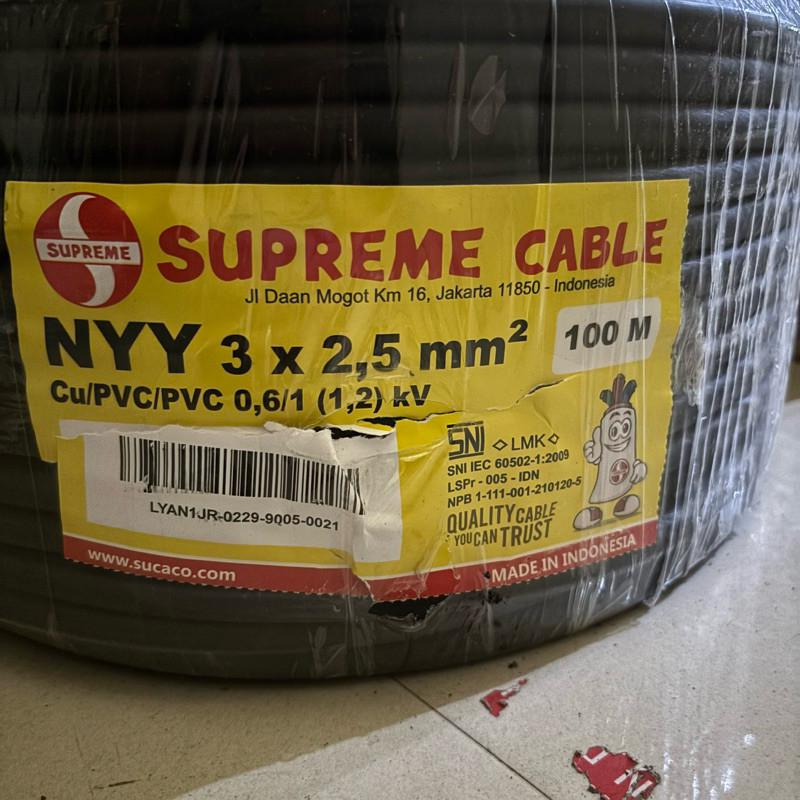 SUPREME
SUPREME CABLE
Jl Daan Mogot Km 16, Jakarta 11850 - Indonesia
NYY 3 x 2,5 mm²
100 M
Cu/PVC/PVC 0,6/1 (1,2) kV
LYAN1JR-0229-9005-0021
SNI
LMK
SNI IEC 60502-1:2009
LSPr - 005 - IDN
NPB 1-111-001-210120-5
QUALITY CABLE
YOU CAN TRUST
www.sucaco.com
MADE IN INDONESIA